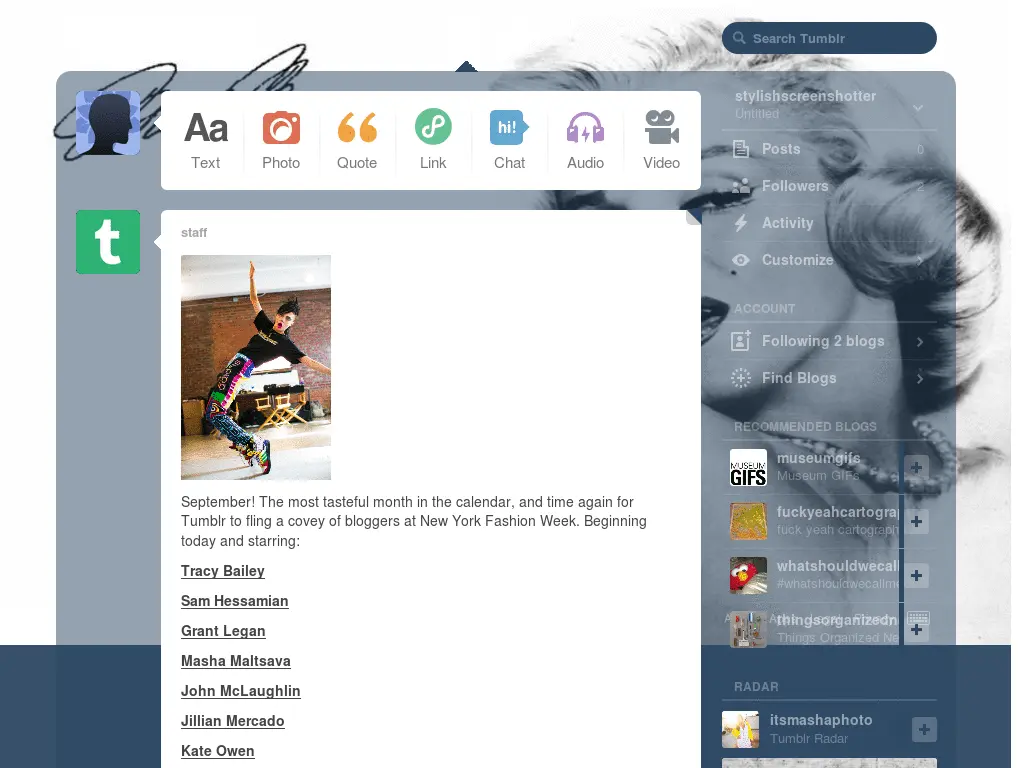 Search Tumblr
Aa
Text
Photo
Quote
Link
hi!
Chat
Audio
Video
stylishscreenshotter
Untitled
Posts 0
Followers 2
Activity
Customize
ACCOUNT
Following 2 blogs
Find Blogs
RECOMMENDED BLOGS
MUSEUM
GIFS
museumgifs
Museum GIFs
fuckyeahcartogra
fuck yeah cartograph
whatshouldwecall
#whatshouldwecallme
thingsorganizedn
Things Organized Ne
RADAR
itsmashaphoto
Tumblr Radar
t
staff
September! The most tasteful month in the calendar, and time again for
Tumblr to fling a covey of bloggers at New York Fashion Week. Beginning
today and starring:
Tracy Bailey
Sam Hessamian
Grant Legan
Masha Maltsava
John McLaughlin
Jillian Mercado
Kate Owen